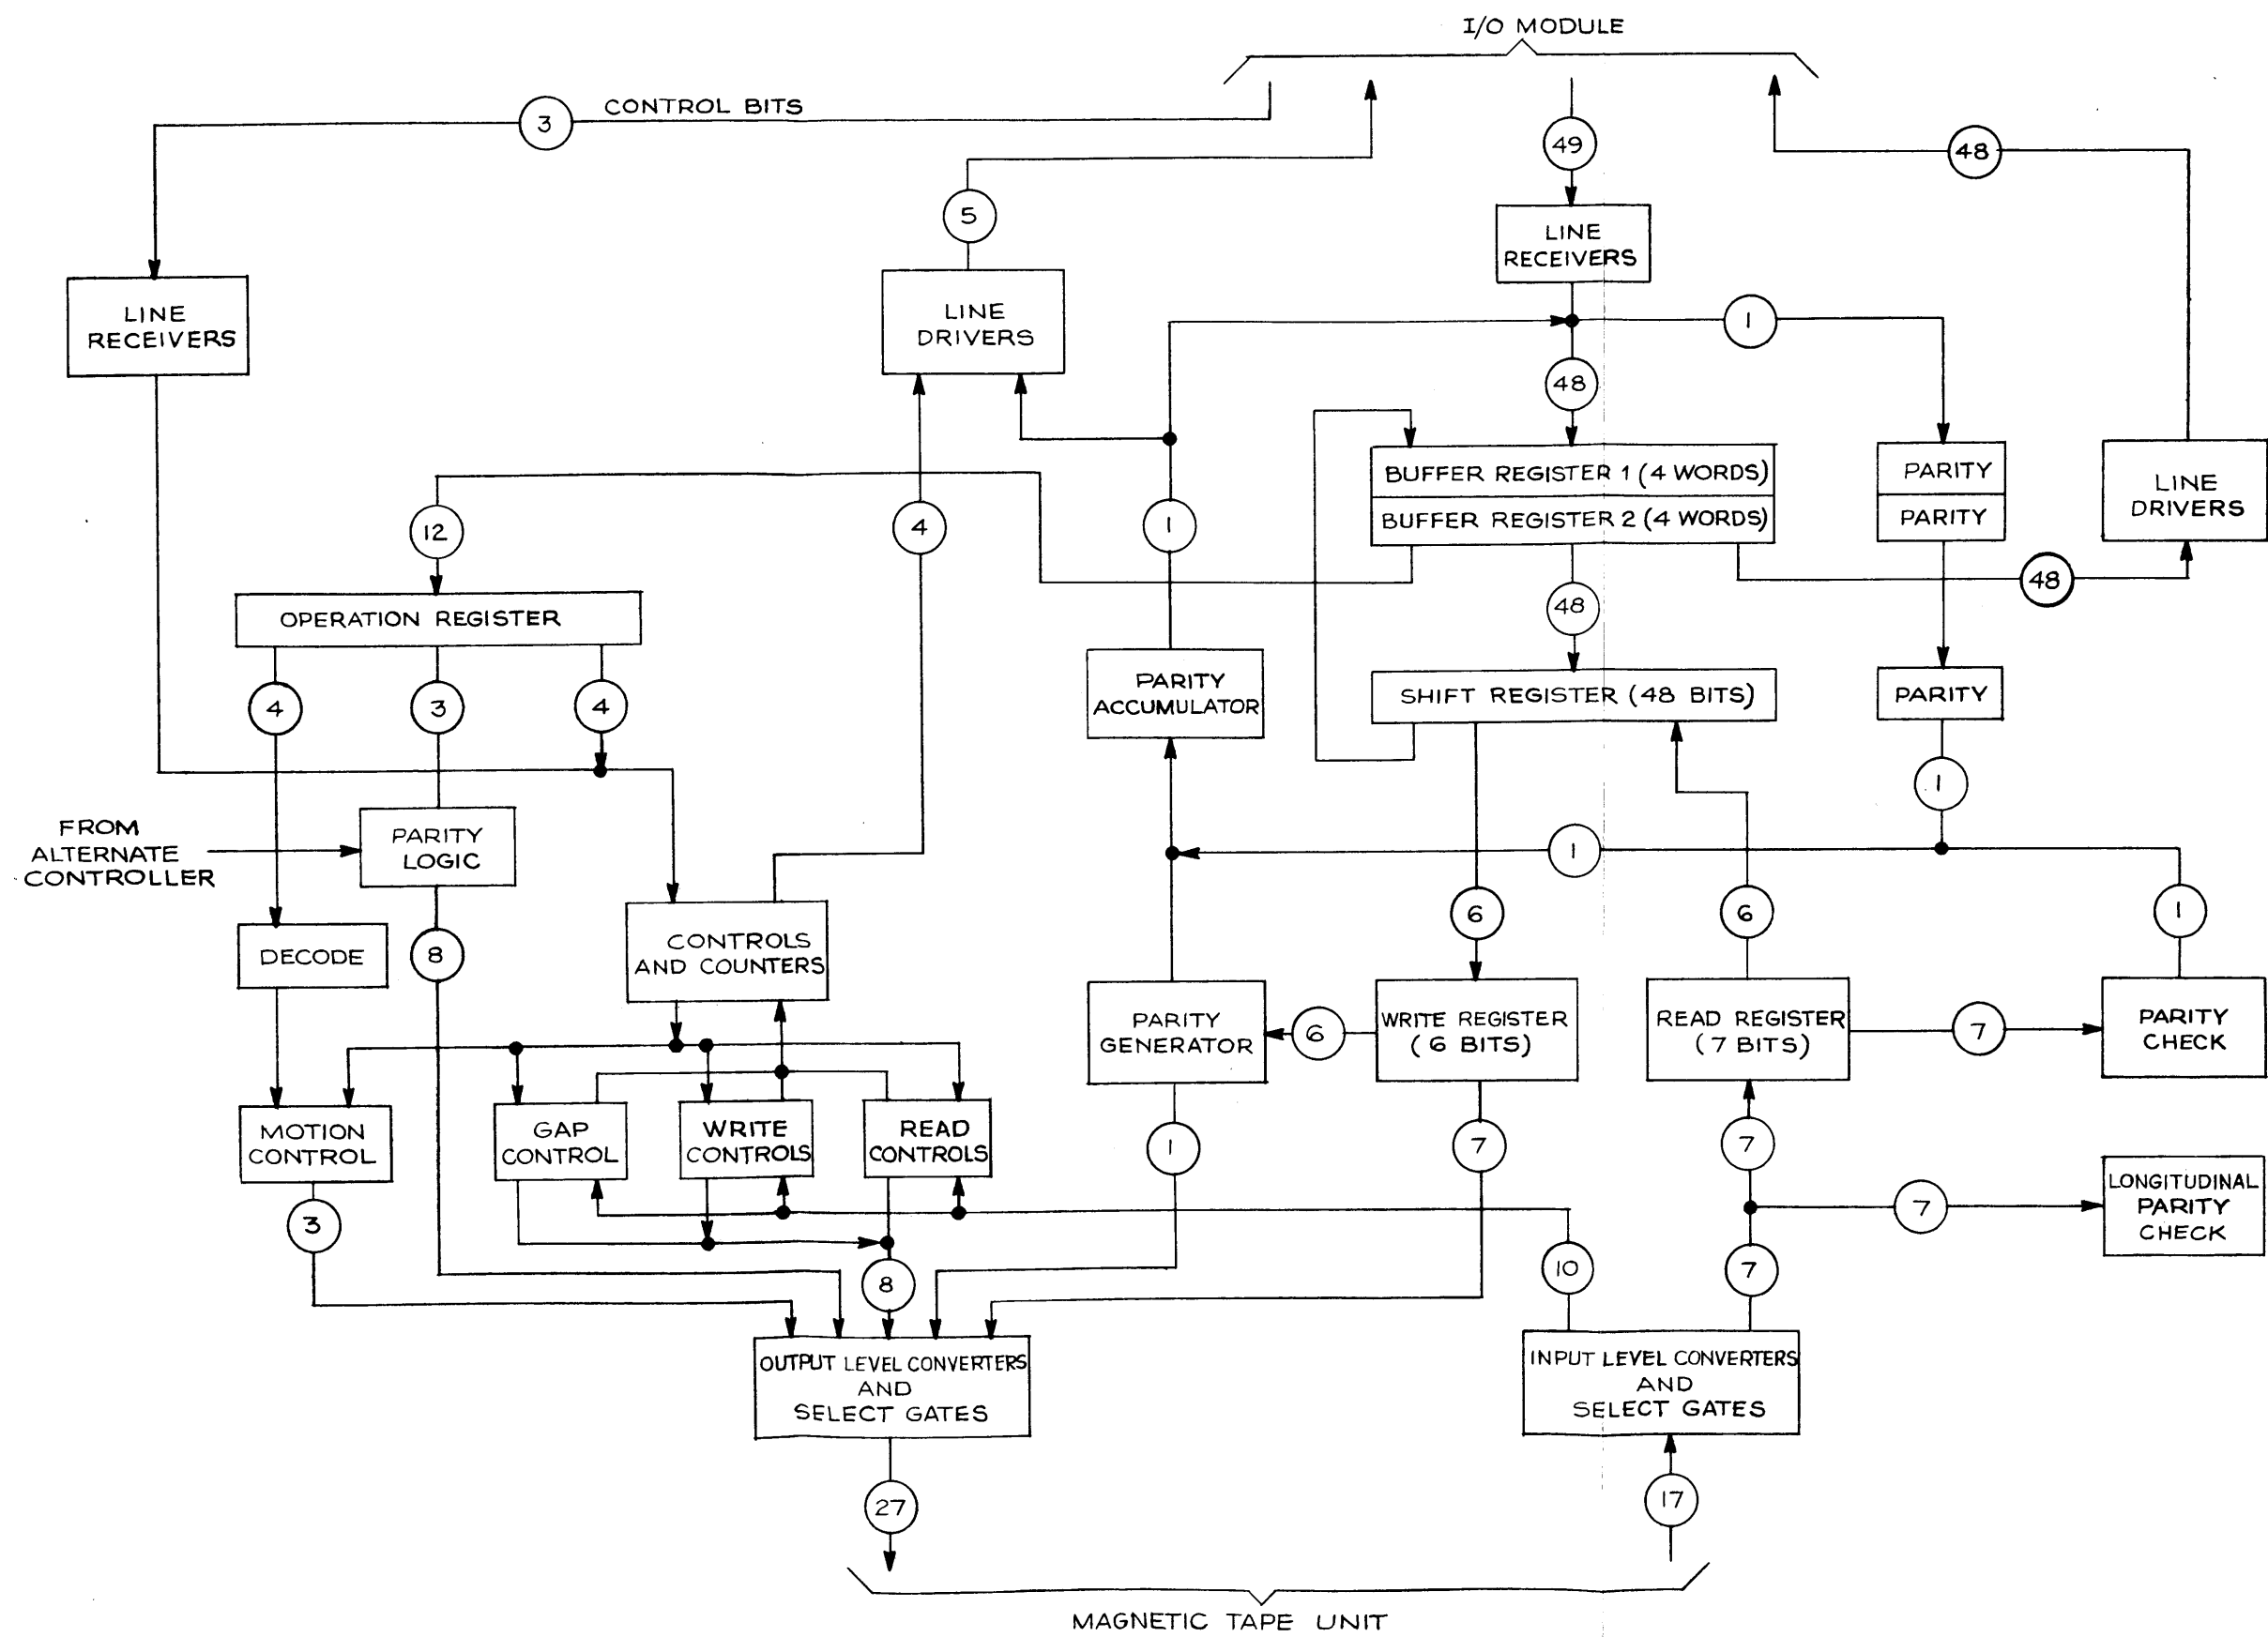 I/O MODULE
CONTROL BITS
3
49
48
5
LINE
RECEIVERS
LINE
RECEIVERS
LINE
DRIVERS
1
48
BUFFER REGISTER 1 (4 WORDS)
BUFFER REGISTER 2 (4 WORDS)
PARITY
PARITY
LINE
DRIVERS
12
4
1
48
48
OPERATION REGISTER
4
3
4
PARITY
ACCUMULATOR
SHIFT REGISTER (48 BITS)
PARITY
1
FROM
ALTERNATE
CONTROLLER
PARITY
LOGIC
1
6
6
1
DECODE
8
CONTROLS
AND COUNTERS
PARITY
GENERATOR
6
WRITE REGISTER
(6 BITS)
READ REGISTER
(7 BITS)
7
PARITY
CHECK
MOTION
CONTROL
GAP
CONTROL
WRITE
CONTROLS
READ
CONTROLS
1
7
7
LONGITUDINAL
PARITY
CHECK
3
7
8
10
7
OUTPUT LEVEL CONVERTERS
AND
SELECT GATES
INPUT LEVEL CONVERTERS
AND
SELECT GATES
27
17
MAGNETIC TAPE UNIT